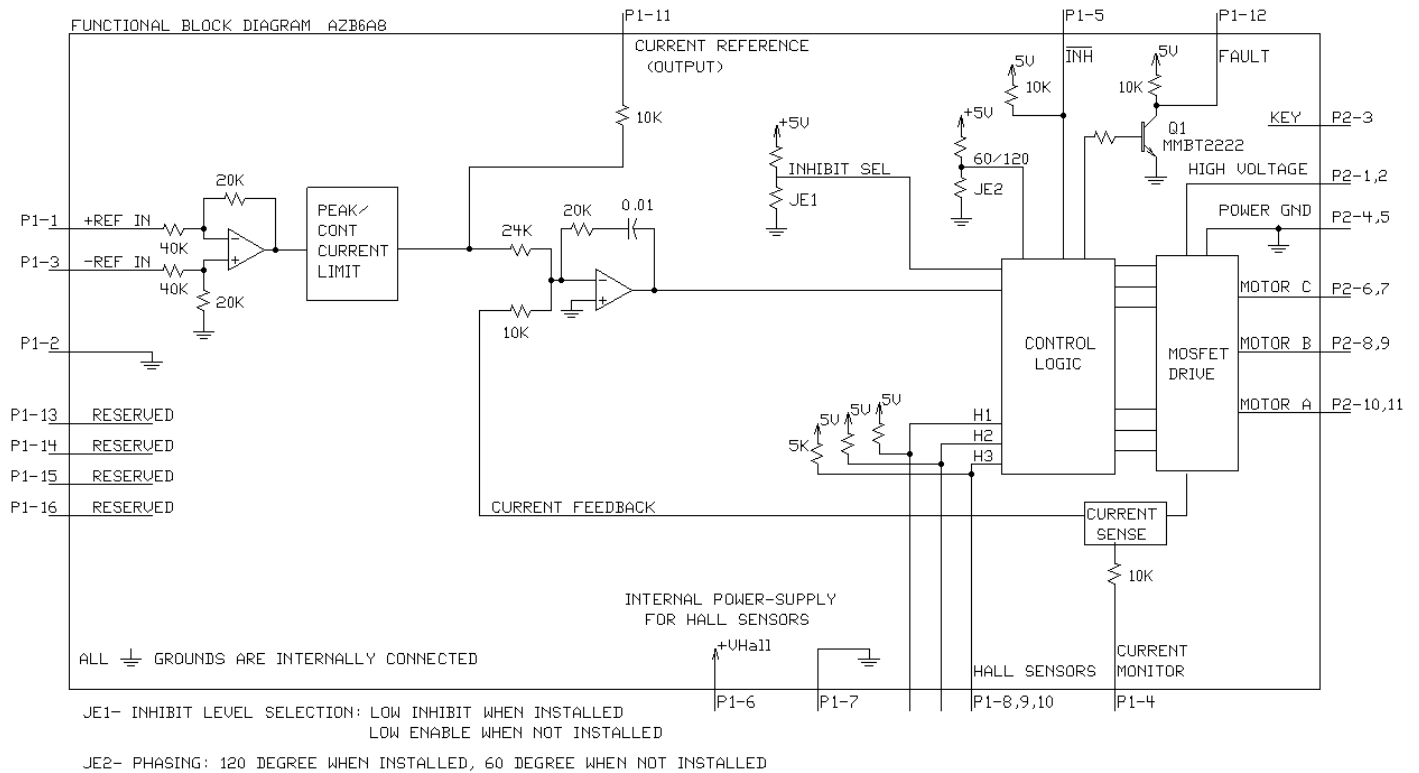 FUNCTIONAL BLOCK DIAGRAM AZB6A8
P1-11
P1-5
P1-12
CURRENT REFERENCE
(OUTPUT)
10K
5V
10K
INH
5V
10K
FAULT
Q1
MMBT2222
KEY
P2-3
+5V
INHIBIT SEL
JE1
+5V
60/120
JE2
HIGH VOLTAGE
P2-1,2
POWER GND
P2-4,5
P1-1
+REF IN
40K
20K
P1-3
-REF IN
40K
20K
PEAK/
CONT
CURRENT
LIMIT
24K
20K
0.01
10K
P1-2
CONTROL
LOGIC
MOSFET
DRIVE
MOTOR C
P2-6,7
MOTOR B
P2-8,9
MOTOR A
P2-10,11
P1-13
RESERVED
P1-14
RESERVED
P1-15
RESERVED
P1-16
RESERVED
5V
5V
5V
5K
H1
H2
H3
CURRENT FEEDBACK
CURRENT
SENSE
10K
INTERNAL POWER-SUPPLY
FOR HALL SENSORS
+VHall
ALL GROUNDS ARE INTERNALLY CONNECTED
HALL SENSORS
CURRENT
MONITOR
P1-6
P1-7
P1-8,9,10
P1-4
JE1- INHIBIT LEVEL SELECTION: LOW INHIBIT WHEN INSTALLED
LOW ENABLE WHEN NOT INSTALLED
JE2- PHASING: 120 DEGREE WHEN INSTALLED, 60 DEGREE WHEN NOT INSTALLED